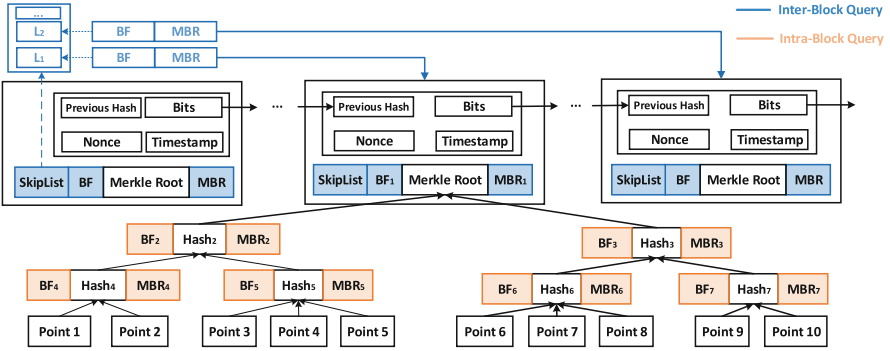 ...
L2 BF MBR
L1 BF MBR
Inter-Block Query
Intra-Block Query
Previous Hash Bits ... Previous Hash Bits ... Previous Hash Bits
Nonce Timestamp Nonce Timestamp Nonce Timestamp
SkipList BF Merkle Root MBR SkipList BF1 Merkle Root MBR1 SkipList BF Merkle Root MBR
BF2 Hash2 MBR2 BF3 Hash3 MBR3
BF4 Hash4 MBR4 BF5 Hash5 MBR5 BF6 Hash6 MBR6 BF7 Hash7 MBR7
Point 1 Point 2 Point 3 Point 4 Point 5 Point 6 Point 7 Point 8 Point 9 Point 10